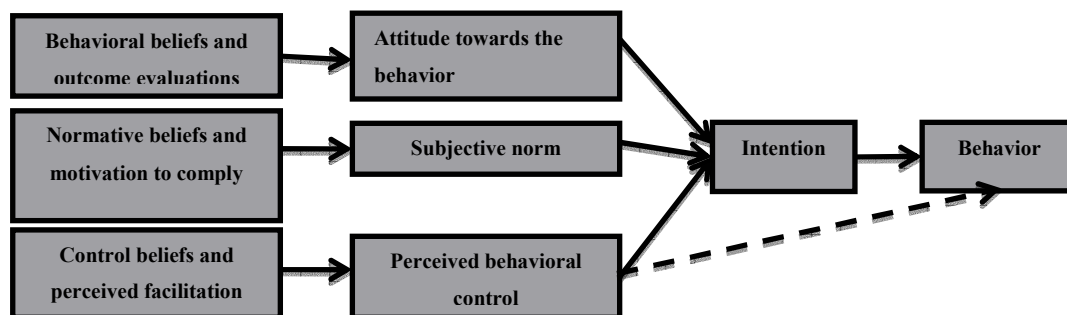 Behavioral beliefs and
outcome evaluations
Attitude towards the
behavior
Normative beliefs and
motivation to comply
Subjective norm
Intention
Behavior
Control beliefs and
perceived facilitation
Perceived behavioral
control